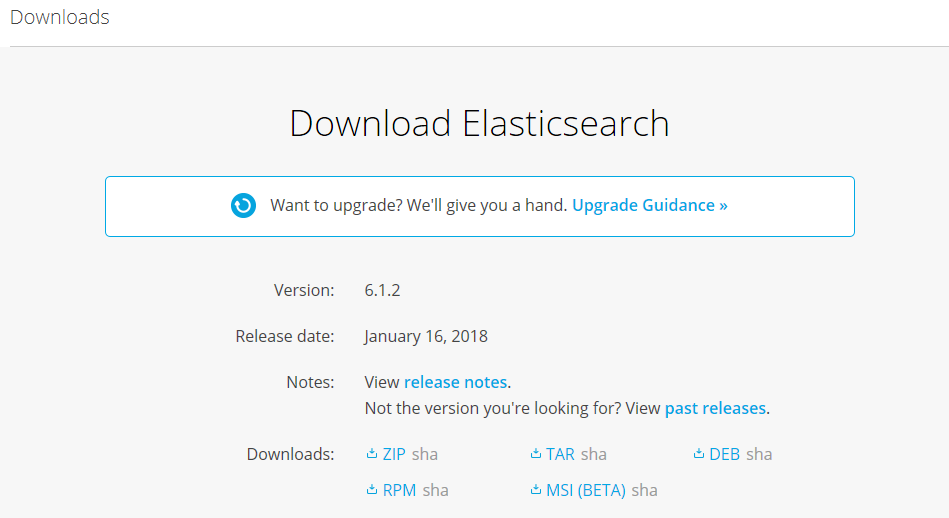 Downloads
Download Elasticsearch
Want to upgrade? We'll give you a hand. Upgrade Guidance »
Version: 6.1.2
Release date: January 16, 2018
Notes: View release notes.
Not the version you're looking for? View past releases.
Downloads: ZIP sha TAR sha DEB sha
RPM sha MSI (BETA) sha